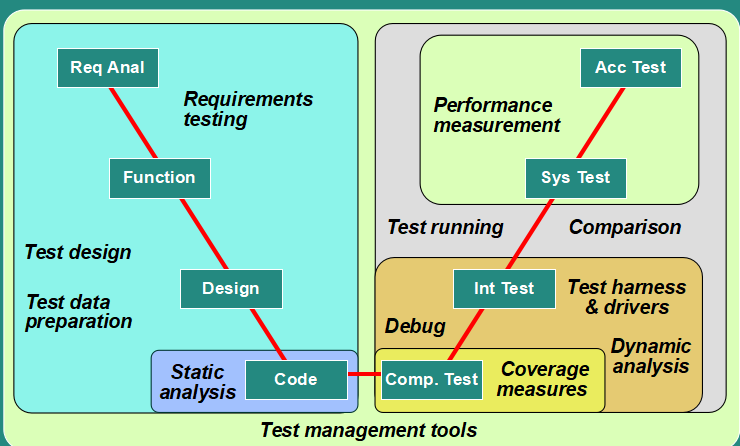 Req Anal
Requirements
testing
Function
Test design
Test data
preparation
Design
Static
analysis
Code
Acc Test
Performance
measurement
Sys Test
Test running
Comparison
Int Test
Test harness
& drivers
Debug
Dynamic
analysis
Comp. Test
Coverage
measures
Test management tools